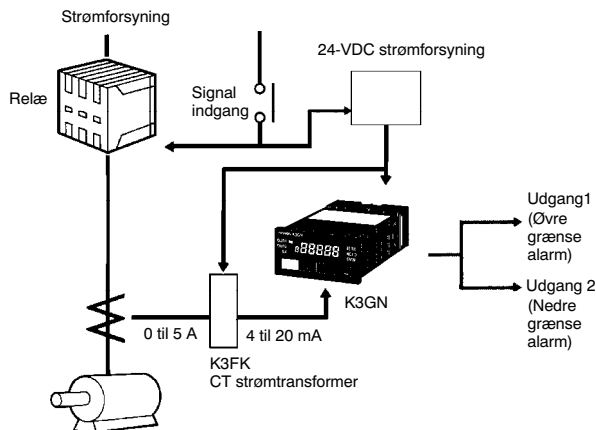 Strømforsyning
24-VDC strømforsyning
Relæ
Signal
indgang
Udgang1
(Øvre
grænse
alarm)
Udgang 2
(Nedre
grænse
alarm)
K3GN
0 til 5 A
4 til 20 mA
K3FK
CT strømtransformer